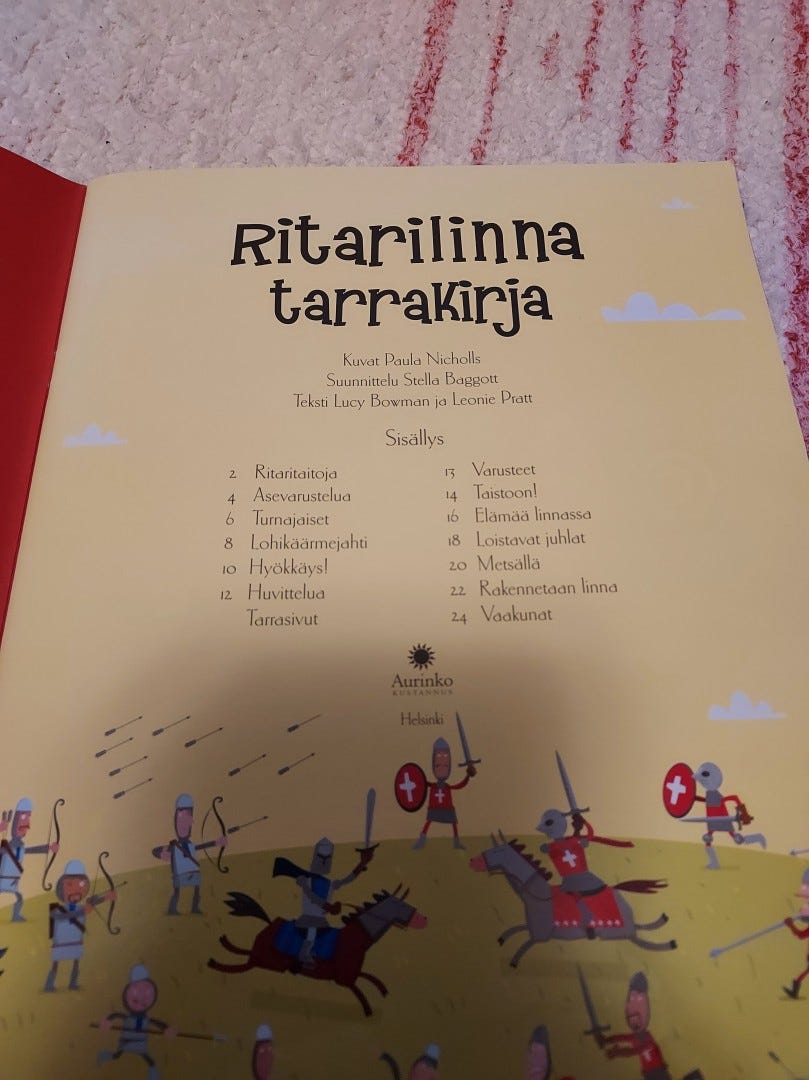 Ritarilinna
tarrakirja
Kuvat Paula Nicholls
Suunnittelu Stella Baggott
Teksti Lucy Bowman ja Leonie Pratt
Sisällys
2 Ritaritaitoja
4 Asevarustelua
6 Turnajaiset
8 Lohikäärmejahti
10 Hyökkäys!
12 Huvittelua
Tarrasivut
13 Varusteet
14 Taistoon!
16 Elämää linnassa
18 Loistavat juhlat
20 Metsällä
22 Rakennetaan linna
24 Vaakunat
Aurinko
KUSTANNUS
Helsinki